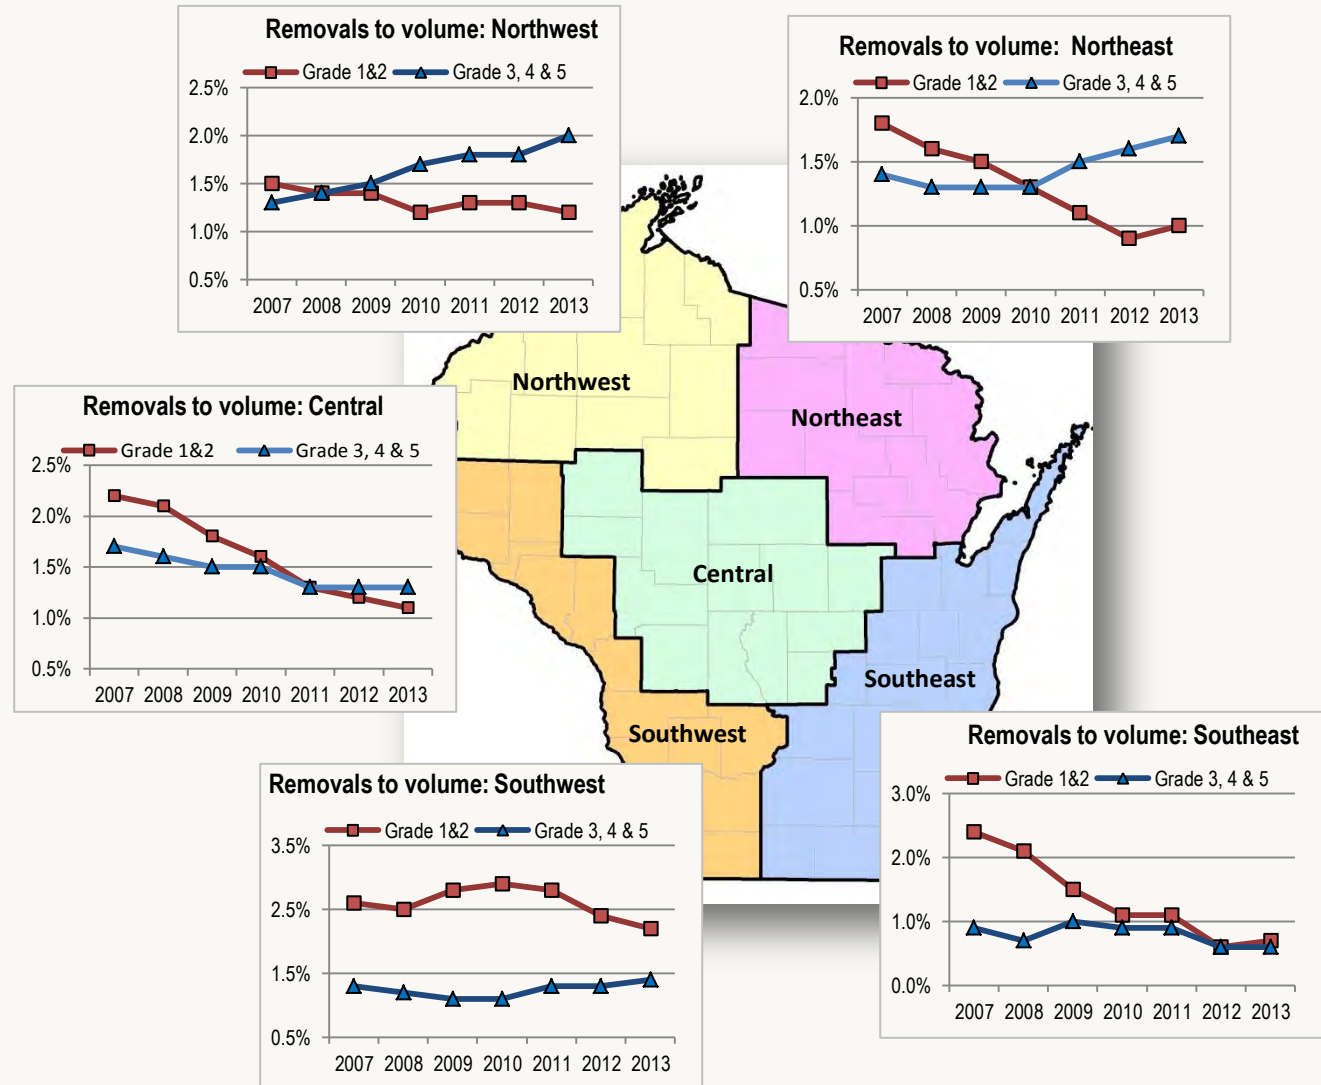 Removals to volume: Northwest
Grade 1&2 Grade 3, 4 & 5
2.5%
2.0%
1.5%
1.0%
0.5%
2007 2008 2009 2010 2011 2012 2013
Removals to volume: Northeast
Grade 1&2 Grade 3, 4 & 5
2.0%
1.5%
1.0%
0.5%
2007 2008 2009 2010 2011 2012 2013
Northwest
Northeast
Central
Southeast
Southwest
Removals to volume: Central
Grade 1&2 Grade 3, 4 & 5
2.5%
2.0%
1.5%
1.0%
0.5%
2007 2008 2009 2010 2011 2012 2013
Removals to volume: Southwest
Grade 1&2 Grade 3, 4 & 5
3.5%
2.5%
1.5%
0.5%
2007 2008 2009 2010 2011 2012 2013
Removals to volume: Southeast
Grade 1&2 Grade 3, 4 & 5
3.0%
2.0%
1.0%
0.0%
2007 2008 2009 2010 2011 2012 2013